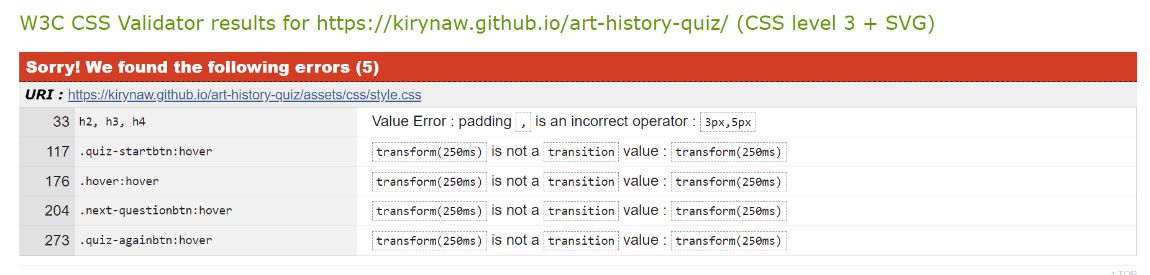 W3C CSS Validator results for https://kirynaw.github.io/art-history-quiz/ (CSS level 3 + SVG)
Sorry! We found the following errors (5)
URI : https://kirynaw.github.io/art-history-quiz/assets/css/style.css
33 h2, h3, h4 Value Error : padding , is an incorrect operator : 3px,5px
117 .quiz-startbtn:hover transform(250ms) is not a transition value : transform(250ms)
176 .hover:hover transform(250ms) is not a transition value : transform(250ms)
204 .next-questionbtn:hover transform(250ms) is not a transition value : transform(250ms)
273 .quiz-againbtn:hover transform(250ms) is not a transition value : transform(250ms)